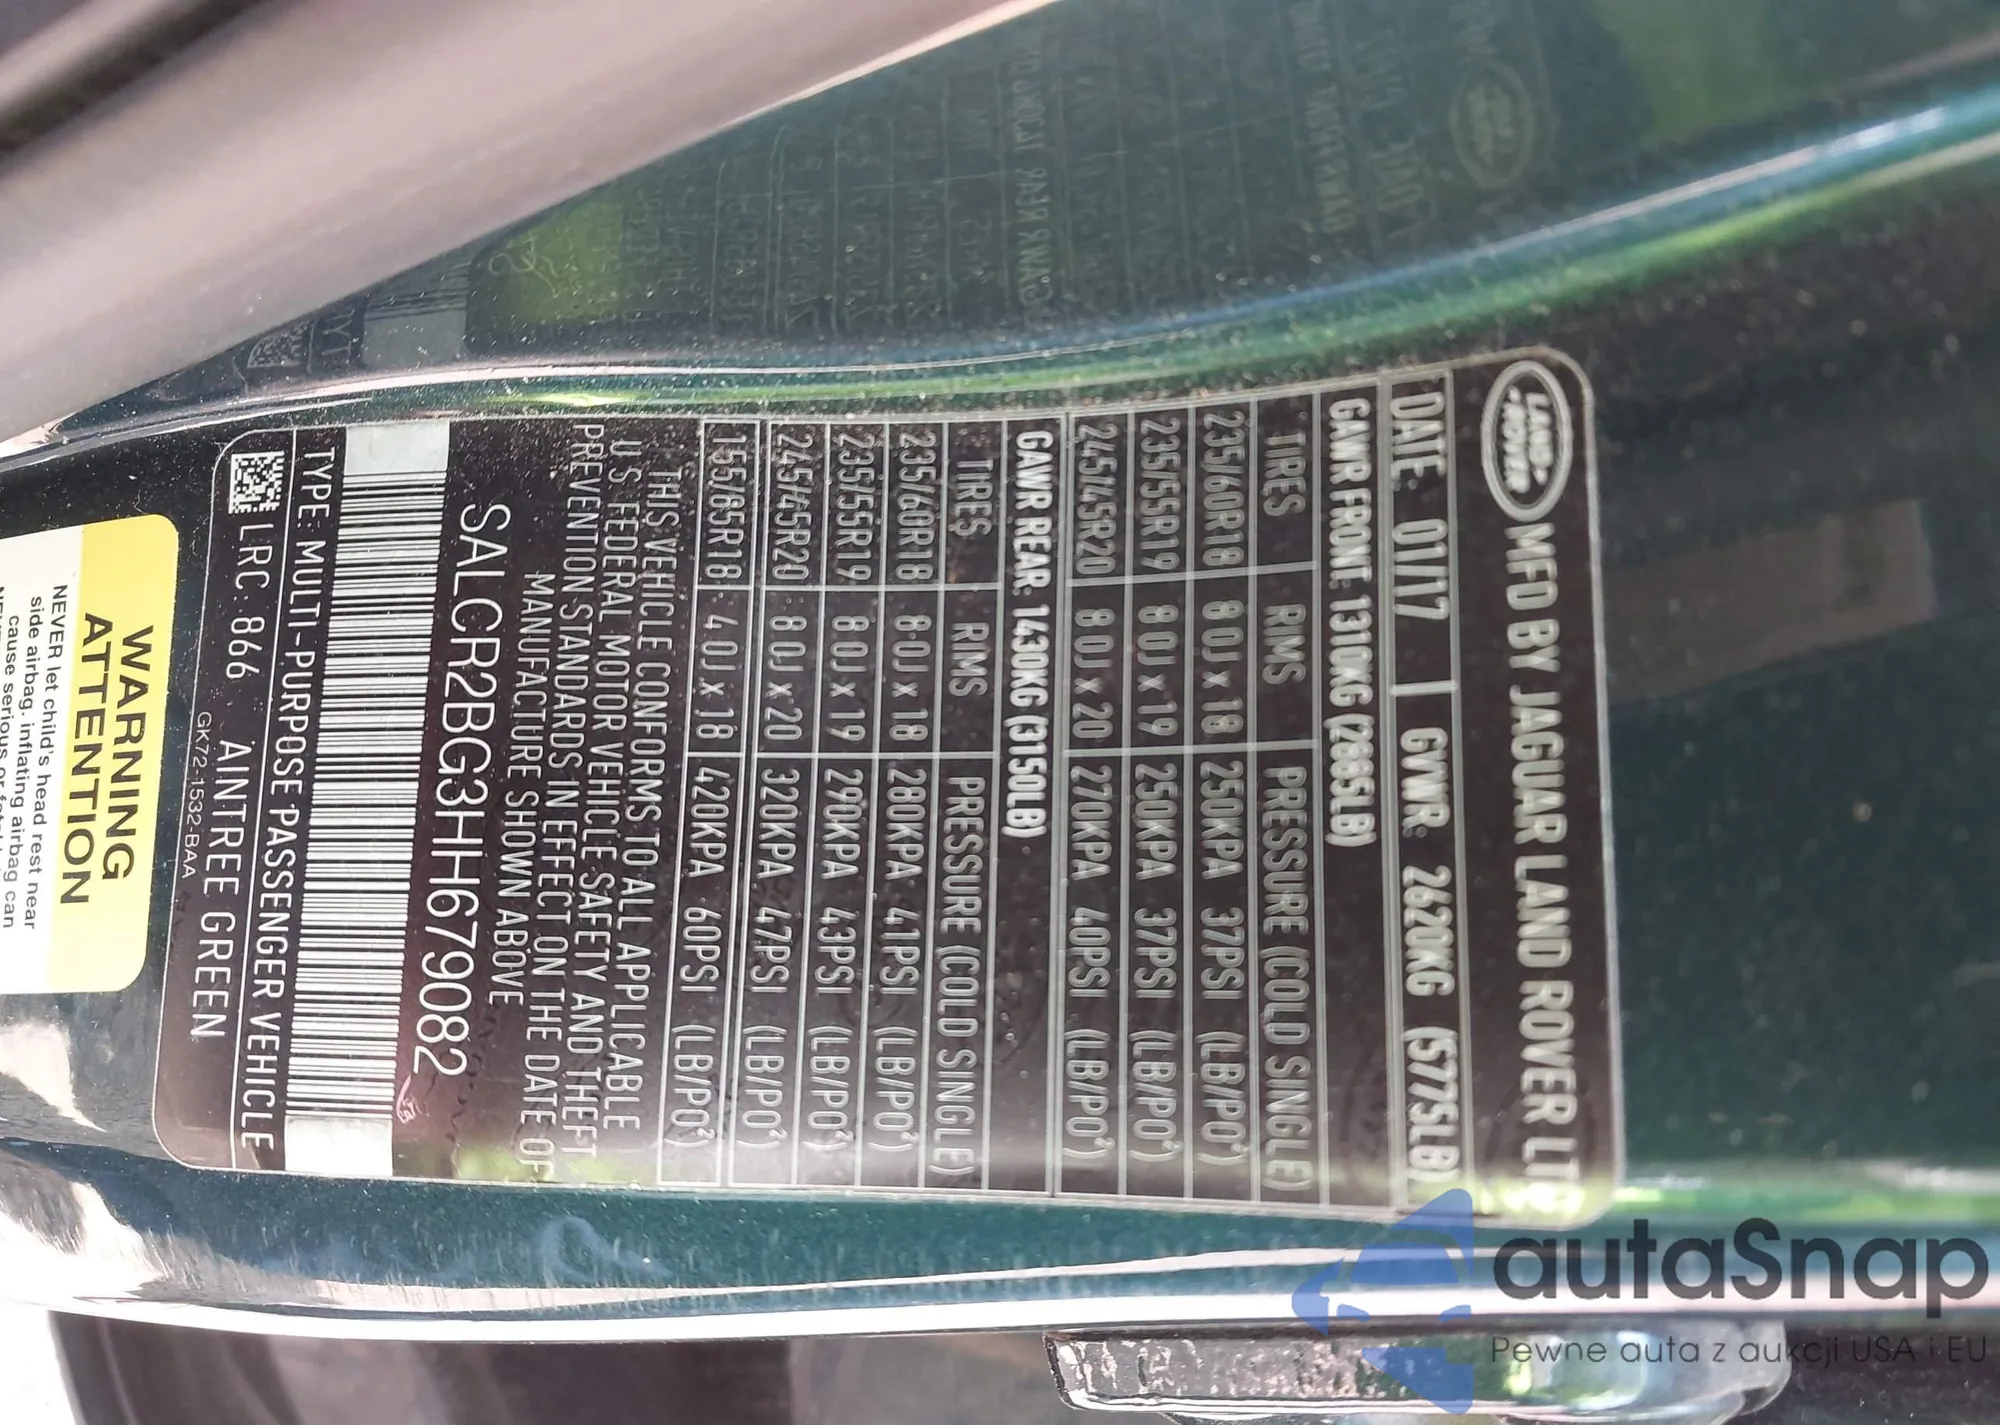 LAND-
-ROVER
MFD BY JAGUAR LAND ROVER LTD
DATE: 01/17 GVWR: 2620KG (5775LB)
GAWR FRONT: 1310KG (2885LB)
TIRES RIMS PRESSURE (COLD SINGLE)
235/60R18 8.0J x 18 250KPA 37PSI (LB/PO²)
235/55R19 8.0J x 19 250KPA 37PSI (LB/PO²)
245/45R20 8.0J x 20 270KPA 40PSI (LB/PO²)
GAWR REAR: 1430KG (3150LB)
TIRES RIMS PRESSURE (COLD SINGLE)
235/60R18 8.0J x 18 280KPA 41PSI (LB/PO²)
235/55R19 8.0J x 19 290KPA 43PSI (LB/PO²)
245/45R20 8.0J x 20 320KPA 47PSI (LB/PO²)
155/85R18 4.0J x 18 420KPA 60PSI (LB/PO²)
THIS VEHICLE CONFORMS TO ALL APPLICABLE
U.S FEDERAL MOTOR VEHICLE SAFETY AND THEFT
PREVENTION STANDARDS IN EFFECT ON THE DATE OF
MANUFACTURE SHOWN ABOVE
SALCR2BG3HH679082
TYPE: MULTI-PURPOSE PASSENGER VEHICLE
LRC: 866 AINTREE GREEN
GK72-1532-BAA
WARNING
ATTENTION
NEVER let child's head rest near
side airbag. inflating airbag can
cause serious or
autaSnap
Pewne auta z aukcji USA i EU